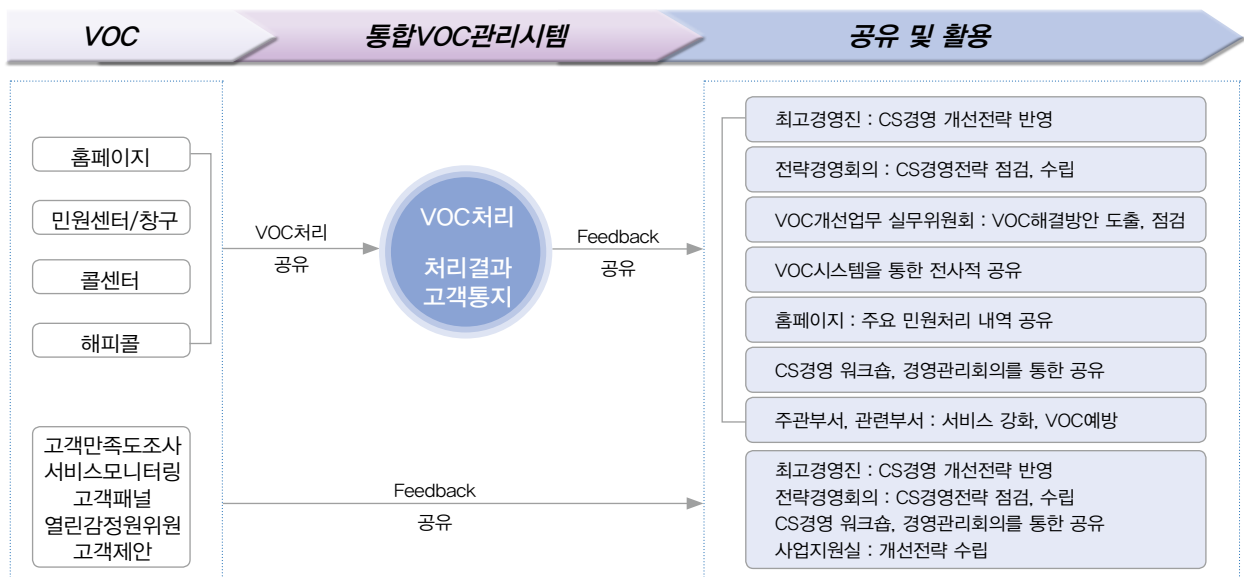 VOC
통합VOC관리시템
공유 및 활용
홈페이지
민원센터/창구
콜센터
해피콜
VOC처리
공유
VOC처리
처리결과
고객통지
Feedback
공유
최고경영진 : CS경영 개선전략 반영
전략경영회의 : CS경영전략 점검, 수립
VOC개선업무 실무위원회 : VOC해결방안 도출, 점검
VOC시스템을 통한 전사적 공유
홈페이지 : 주요 민원처리 내역 공유
CS경영 워크숍, 경영관리회의를 통한 공유
주관부서, 관련부서 : 서비스 강화, VOC예방
고객만족도조사
서비스모니터링
고객패널
열린감정원위원
고객제안
Feedback
공유
최고경영진 : CS경영 개선전략 반영
전략경영회의 : CS경영전략 점검, 수립
CS경영 워크숍, 경영관리회의를 통한 공유
사업지원실 : 개선전략 수립